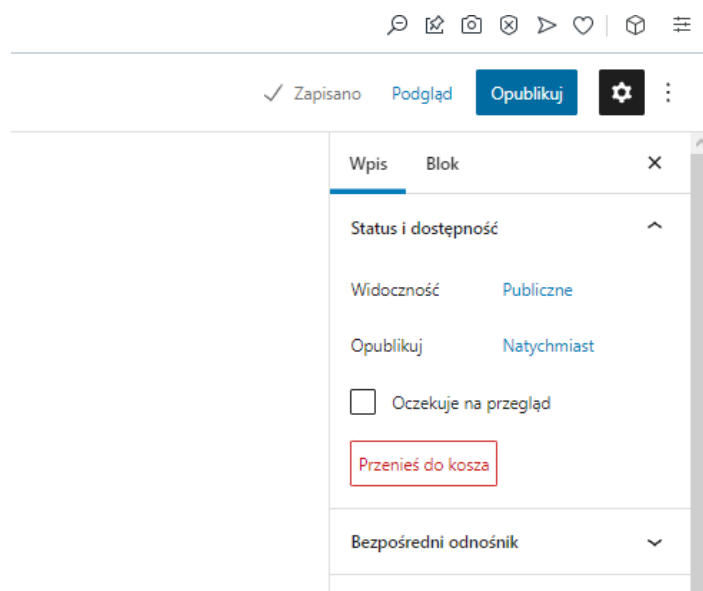 Zapisano Podgląd Opublikuj
Wpis Blok
Status i dostępność
Widoczność Publiczne
Opublikuj Natychmiast
Oczekuje na przegląd
Przenieś do kosza
Bezpośredni odnośnik